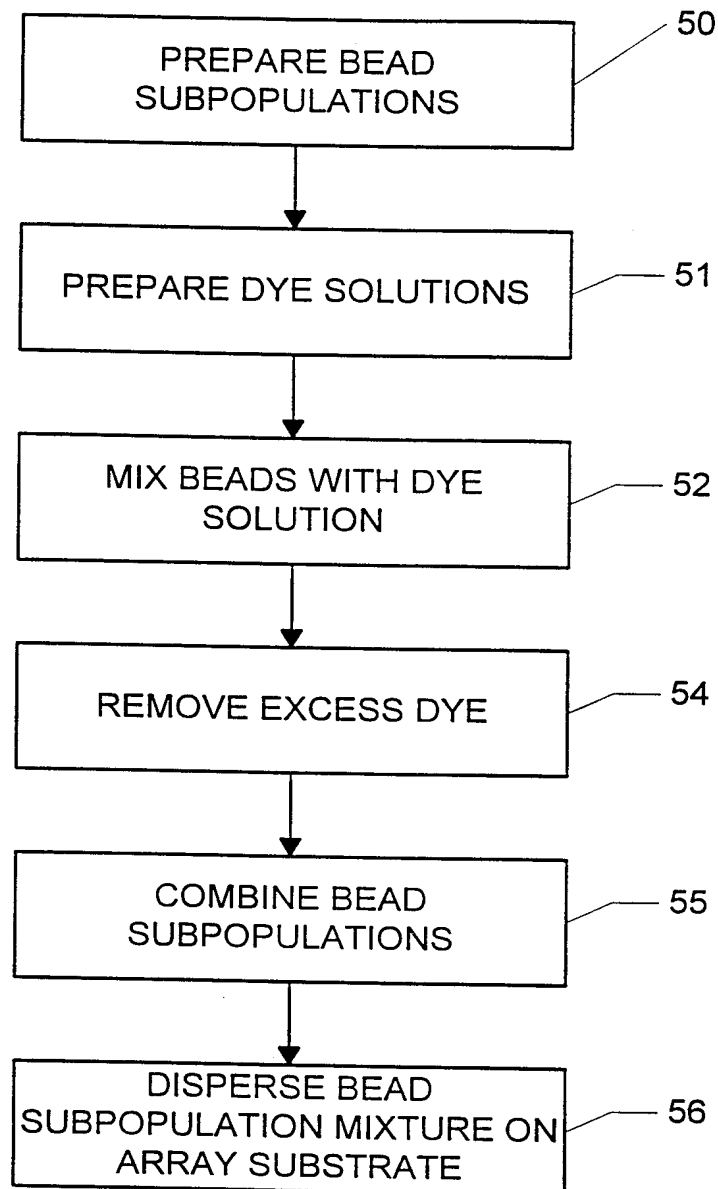 50
PREPARE BEAD
SUBPOPULATIONS
51
PREPARE DYE SOLUTIONS
MIX BEADS WITH DYE
SOLUTION
52
REMOVE EXCESS DYE
54
COMBINE BEAD
SUBPOPULATIONS
55
DISPERSE BEAD
SUBPOPULATION MIXTURE ON
ARRAY SUBSTRATE
56